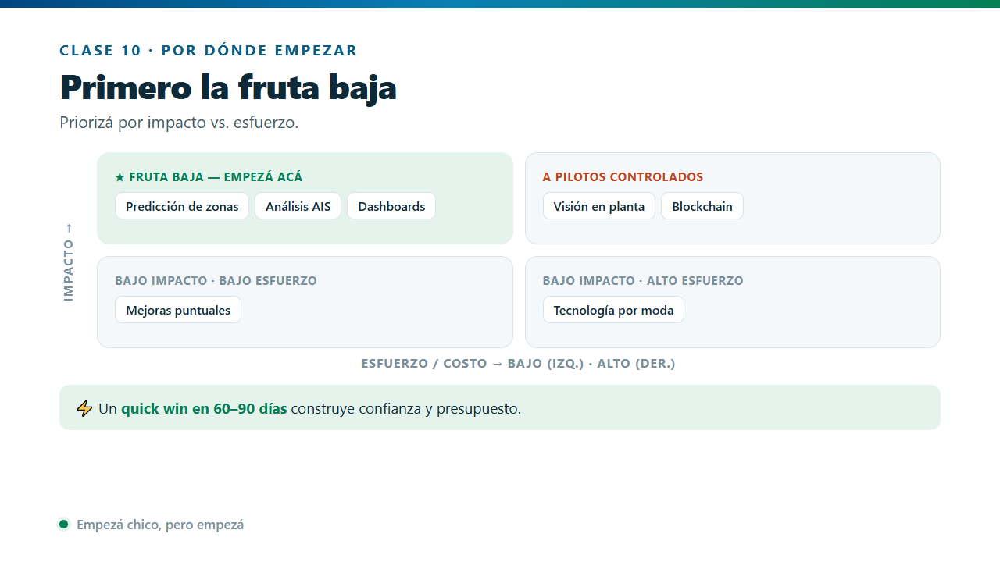 CLASE 10 · POR DÓNDE EMPEZAR
Primero la fruta baja
Priorizá por impacto vs. esfuerzo.
IMPACTO →
★ FRUTA BAJA — EMPEZÁ ACÁ
Predicción de zonas
Análisis AIS
Dashboards
A PILOTOS CONTROLADOS
Visión en planta
Blockchain
BAJO IMPACTO · BAJO ESFUERZO
Mejoras puntuales
BAJO IMPACTO · ALTO ESFUERZO
Tecnología por moda
ESFUERZO / COSTO → BAJO (IZQ.) · ALTO (DER.)
⚡ Un quick win en 60–90 días construye confianza y presupuesto.
Empezá chico, pero empezá